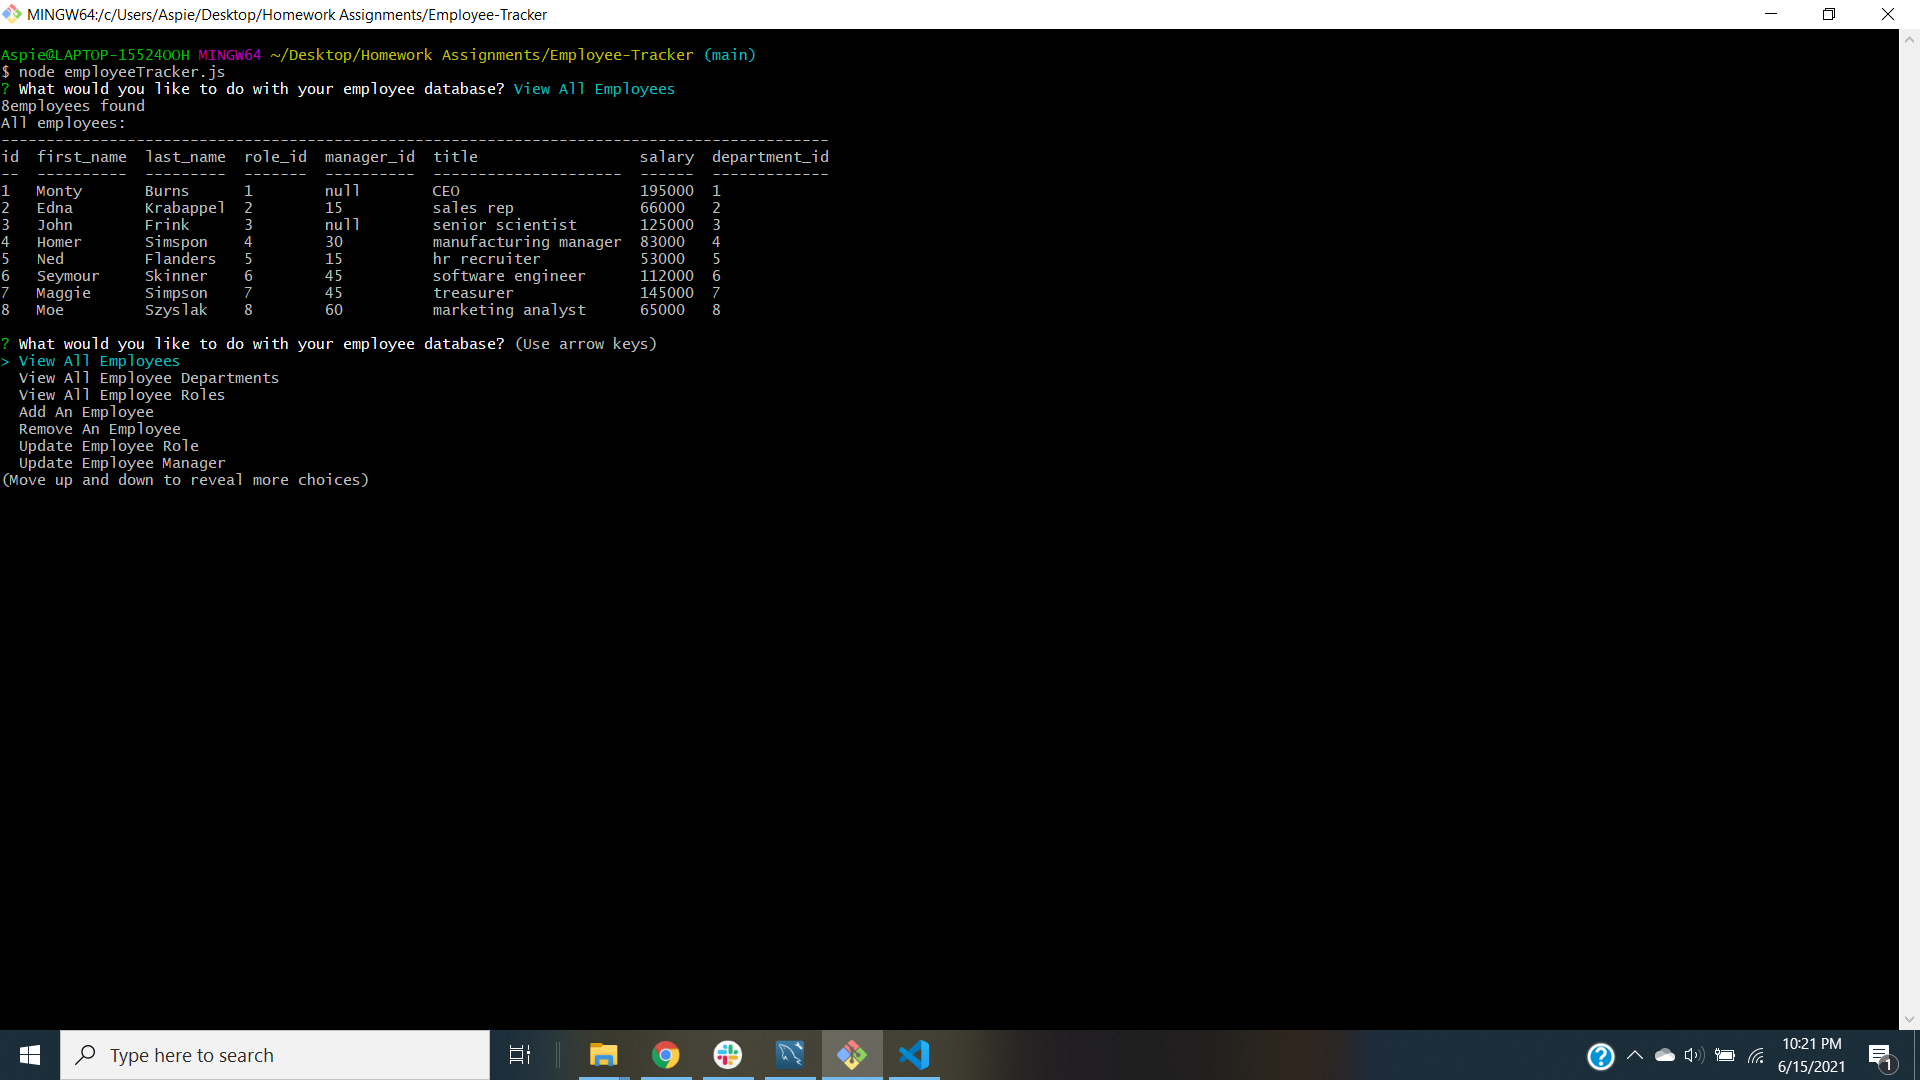 MINGW64:/c/Users/Aspie/Desktop/Homework Assignments/Employee-Tracker
Aspie@LAPTOP-15524OOH MINGW64 ~/Desktop/Homework Assignments/Employee-Tracker (main)
$ node employeeTracker.js
? What would you like to do with your employee database? View All Employees
8employees found
All employees:
--------------------------------------------------------------------------------------------
id  first_name  last_name  role_id  manager_id  title                  salary  department_id
--  ----------  ---------  -------  ----------  ---------------------  ------  -------------
1   Monty       Burns      1        null        CEO                    195000  1
2   Edna        Krabappel  2        15          sales rep              66000   2
3   John        Frink      3        null        senior scientist       125000  3
4   Homer       Simspon    4        30          manufacturing manager  83000   4
5   Ned         Flanders   5        15          hr recruiter           53000   5
6   Seymour     Skinner    6        45          software engineer      112000  6
7   Maggie      Simpson    7        45          treasurer              145000  7
8   Moe         Szyslak    8        60          marketing analyst      65000   8
? What would you like to do with your employee database? (Use arrow keys)
> View All Employees
  View All Employee Departments
  View All Employee Roles
  Add An Employee
  Remove An Employee
  Update Employee Role
  Update Employee Manager
(Move up and down to reveal more choices)
Type here to search
10:21 PM
6/15/2021
1